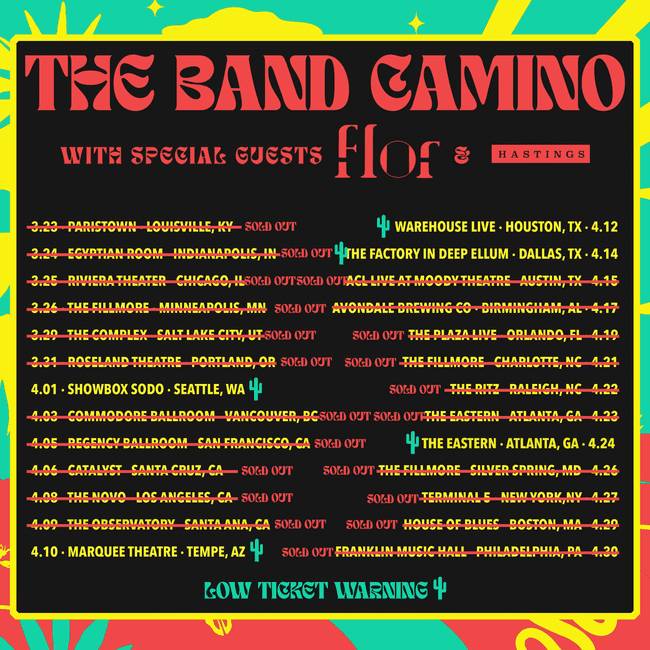 THE BAND CAMINO
WITH SPECIAL GUESTS flor & HASTINGS
3.23 PARISTOWN LOUISVILLE, KY SOLD OUT
3.24 EGYPTIAN ROOM INDIANAPOLIS, IN SOLD OUT
3.25 RIVIERA THEATER CHICAGO, IL SOLD OUT
3.26 THE FILLMORE MINNEAPOLIS, MN SOLD OUT
3.29 THE COMPLEX SALT LAKE CITY, UT SOLD OUT
3.31 ROSELAND THEATRE PORTLAND, OR SOLD OUT
4.01 · SHOWBOX SODO · SEATTLE, WA
4.03 COMMODORE BALLROOM VANCOUVER, BC SOLD OUT
4.05 REGENCY BALLROOM SAN FRANCISCO, CA SOLD OUT
4.06 CATALYST SANTA CRUZ, CA SOLD OUT
4.08 THE NOVO LOS ANGELES, CA SOLD OUT
4.09 THE OBSERVATORY SANTA ANA, CA SOLD OUT
4.10 · MARQUEE THEATRE · TEMPE, AZ
WAREHOUSE LIVE · HOUSTON, TX · 4.12
THE FACTORY IN DEEP ELLUM · DALLAS, TX · 4.14
SOLD OUT ACL LIVE AT MOODY THEATRE AUSTIN, TX 4.15
AVONDALE BREWING CO BIRMINGHAM, AL 4.17
SOLD OUT THE PLAZA LIVE ORLANDO, FL 4.19
SOLD OUT THE FILLMORE CHARLOTTE, NC 4.21
SOLD OUT THE RITZ RALEIGH, NC 4.22
SOLD OUT THE EASTERN ATLANTA, GA 4.23
THE EASTERN · ATLANTA, GA · 4.24
SOLD OUT THE FILLMORE SILVER SPRING, MD 4.26
SOLD OUT TERMINAL 5 NEW YORK, NY 4.27
SOLD OUT HOUSE OF BLUES BOSTON, MA 4.29
SOLD OUT FRANKLIN MUSIC HALL PHILADELPHIA, PA 4.30
LOW TICKET WARNING